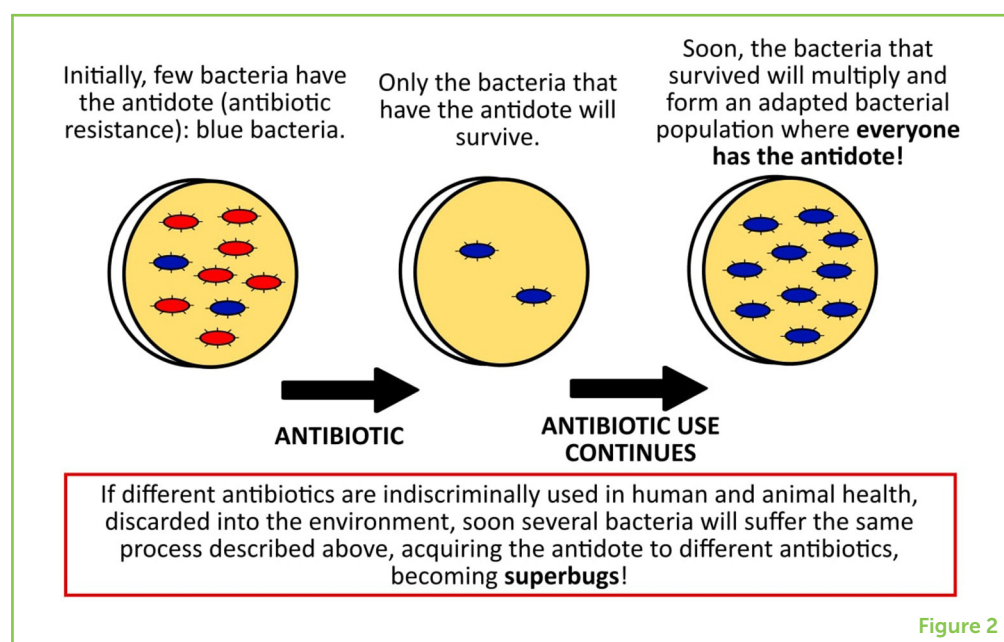 Initially, few bacteria have
the antidote (antibiotic
resistance): blue bacteria.
Only the bacteria that
have the antidote will
survive.
Soon, the bacteria that
survived will multiply and
form an adapted bacterial
population where everyone
has the antidote!
ANTIBIOTIC
ANTIBIOTIC USE
CONTINUES
If different antibiotics are indiscriminally used in human and animal health,
discarded into the environment, soon several bacteria will suffer the same
process described above, acquiring the antidote to different antibiotics,
becoming superbugs!
Figure 2